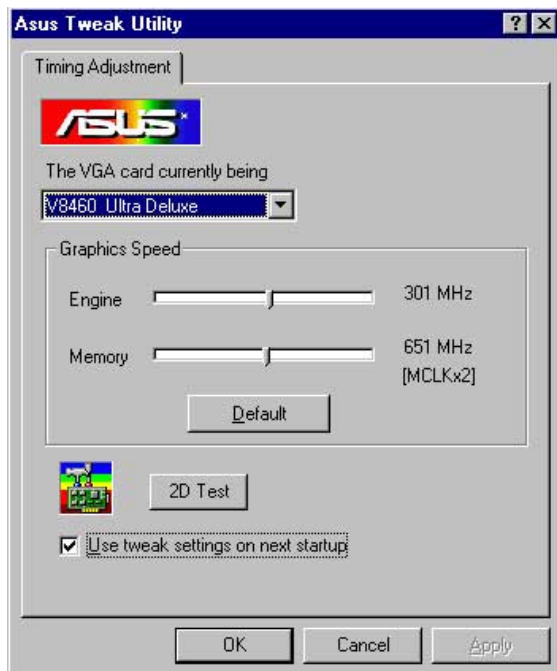 Asus Tweak Utility
Timing Adjustment
ASUS
The VGA card currently being
V8460 Ultra Deluxe
Graphics Speed
Engine 301 MHz
Memory 651 MHz
[MCLKx2]
Default
2D Test
Use tweak settings on next startup
OK Cancel Apply